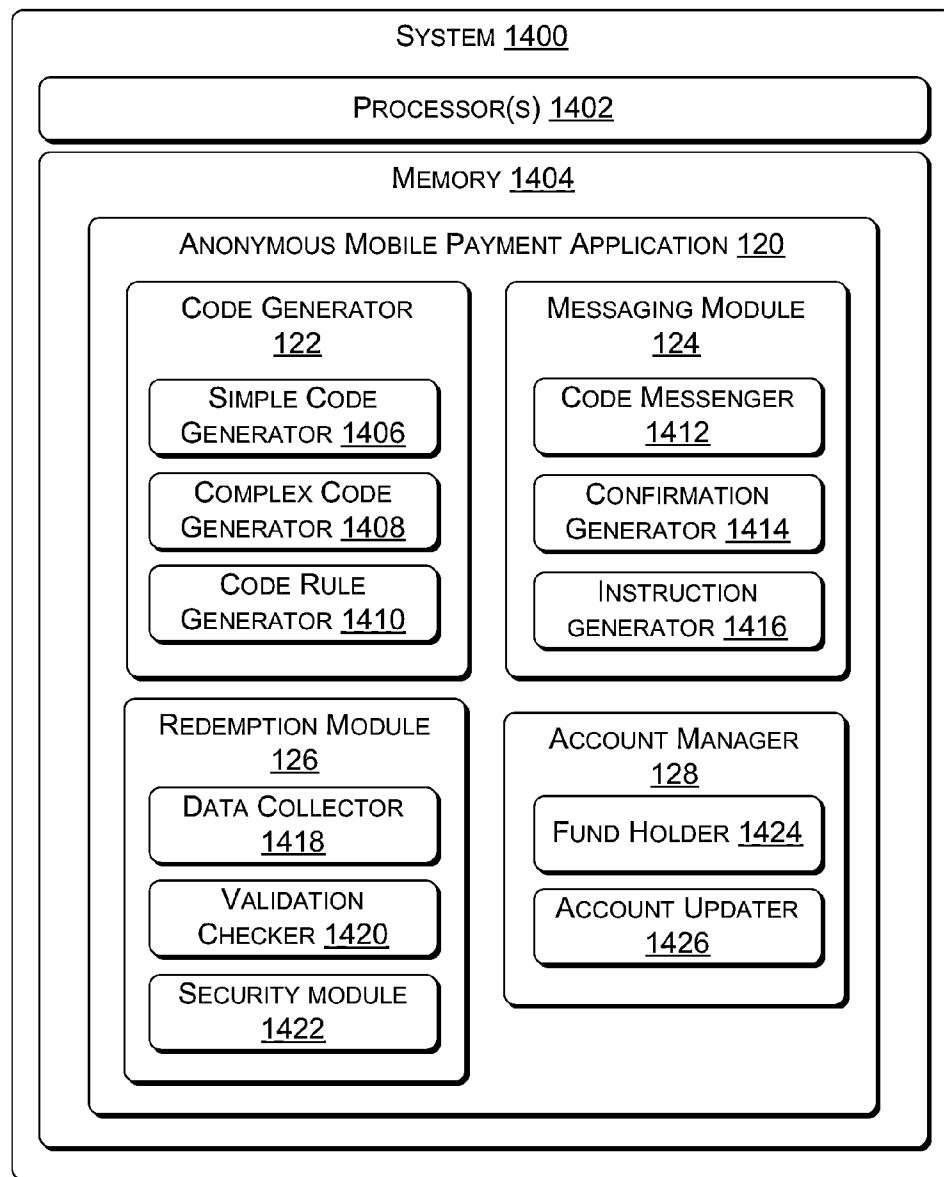 SYSTEM 1400
PROCESSOR(S) 1402
MEMORY 1404
ANONYMOUS MOBILE PAYMENT APPLICATION 120
CODE GENERATOR
122
SIMPLE CODE
GENERATOR 1406
COMPLEX CODE
GENERATOR 1408
CODE RULE
GENERATOR 1410
MESSAGING MODULE
124
CODE MESSENGER
1412
CONFIRMATION
GENERATOR 1414
INSTRUCTION
GENERATOR 1416
REDEMPTION MODULE
126
DATA COLLECTOR
1418
VALIDATION
CHECKER 1420
SECURITY MODULE
1422
ACCOUNT MANAGER
128
FUND HOLDER 1424
ACCOUNT UPDATER
1426